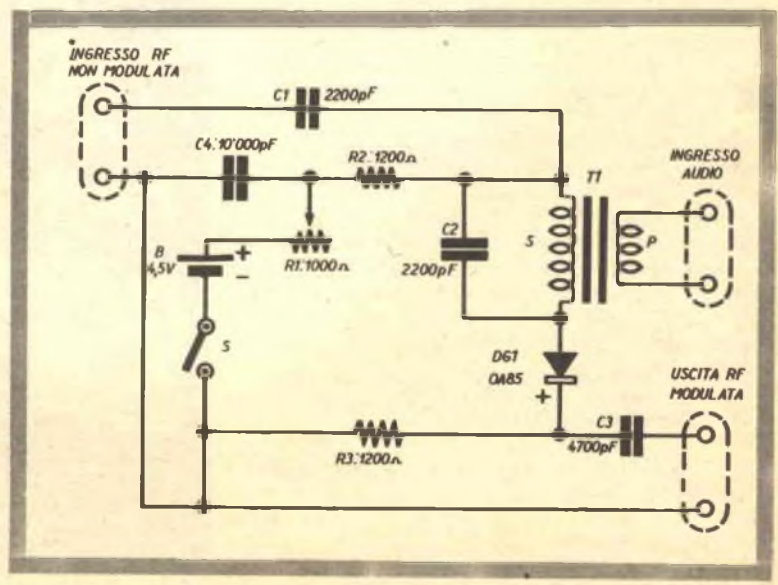 INGRESSO RF
NON MODULATA
C1 2200pF
C4:10'000pF
R2:1200Ω
T1
INGRESSO
AUDIO
C2
2200pF
S
P
B
4,5V
+
−
R1:1000Ω
S
DG1
OA85
+
USCITA RF
MODULATA
C3
4700pF
R3:1200Ω